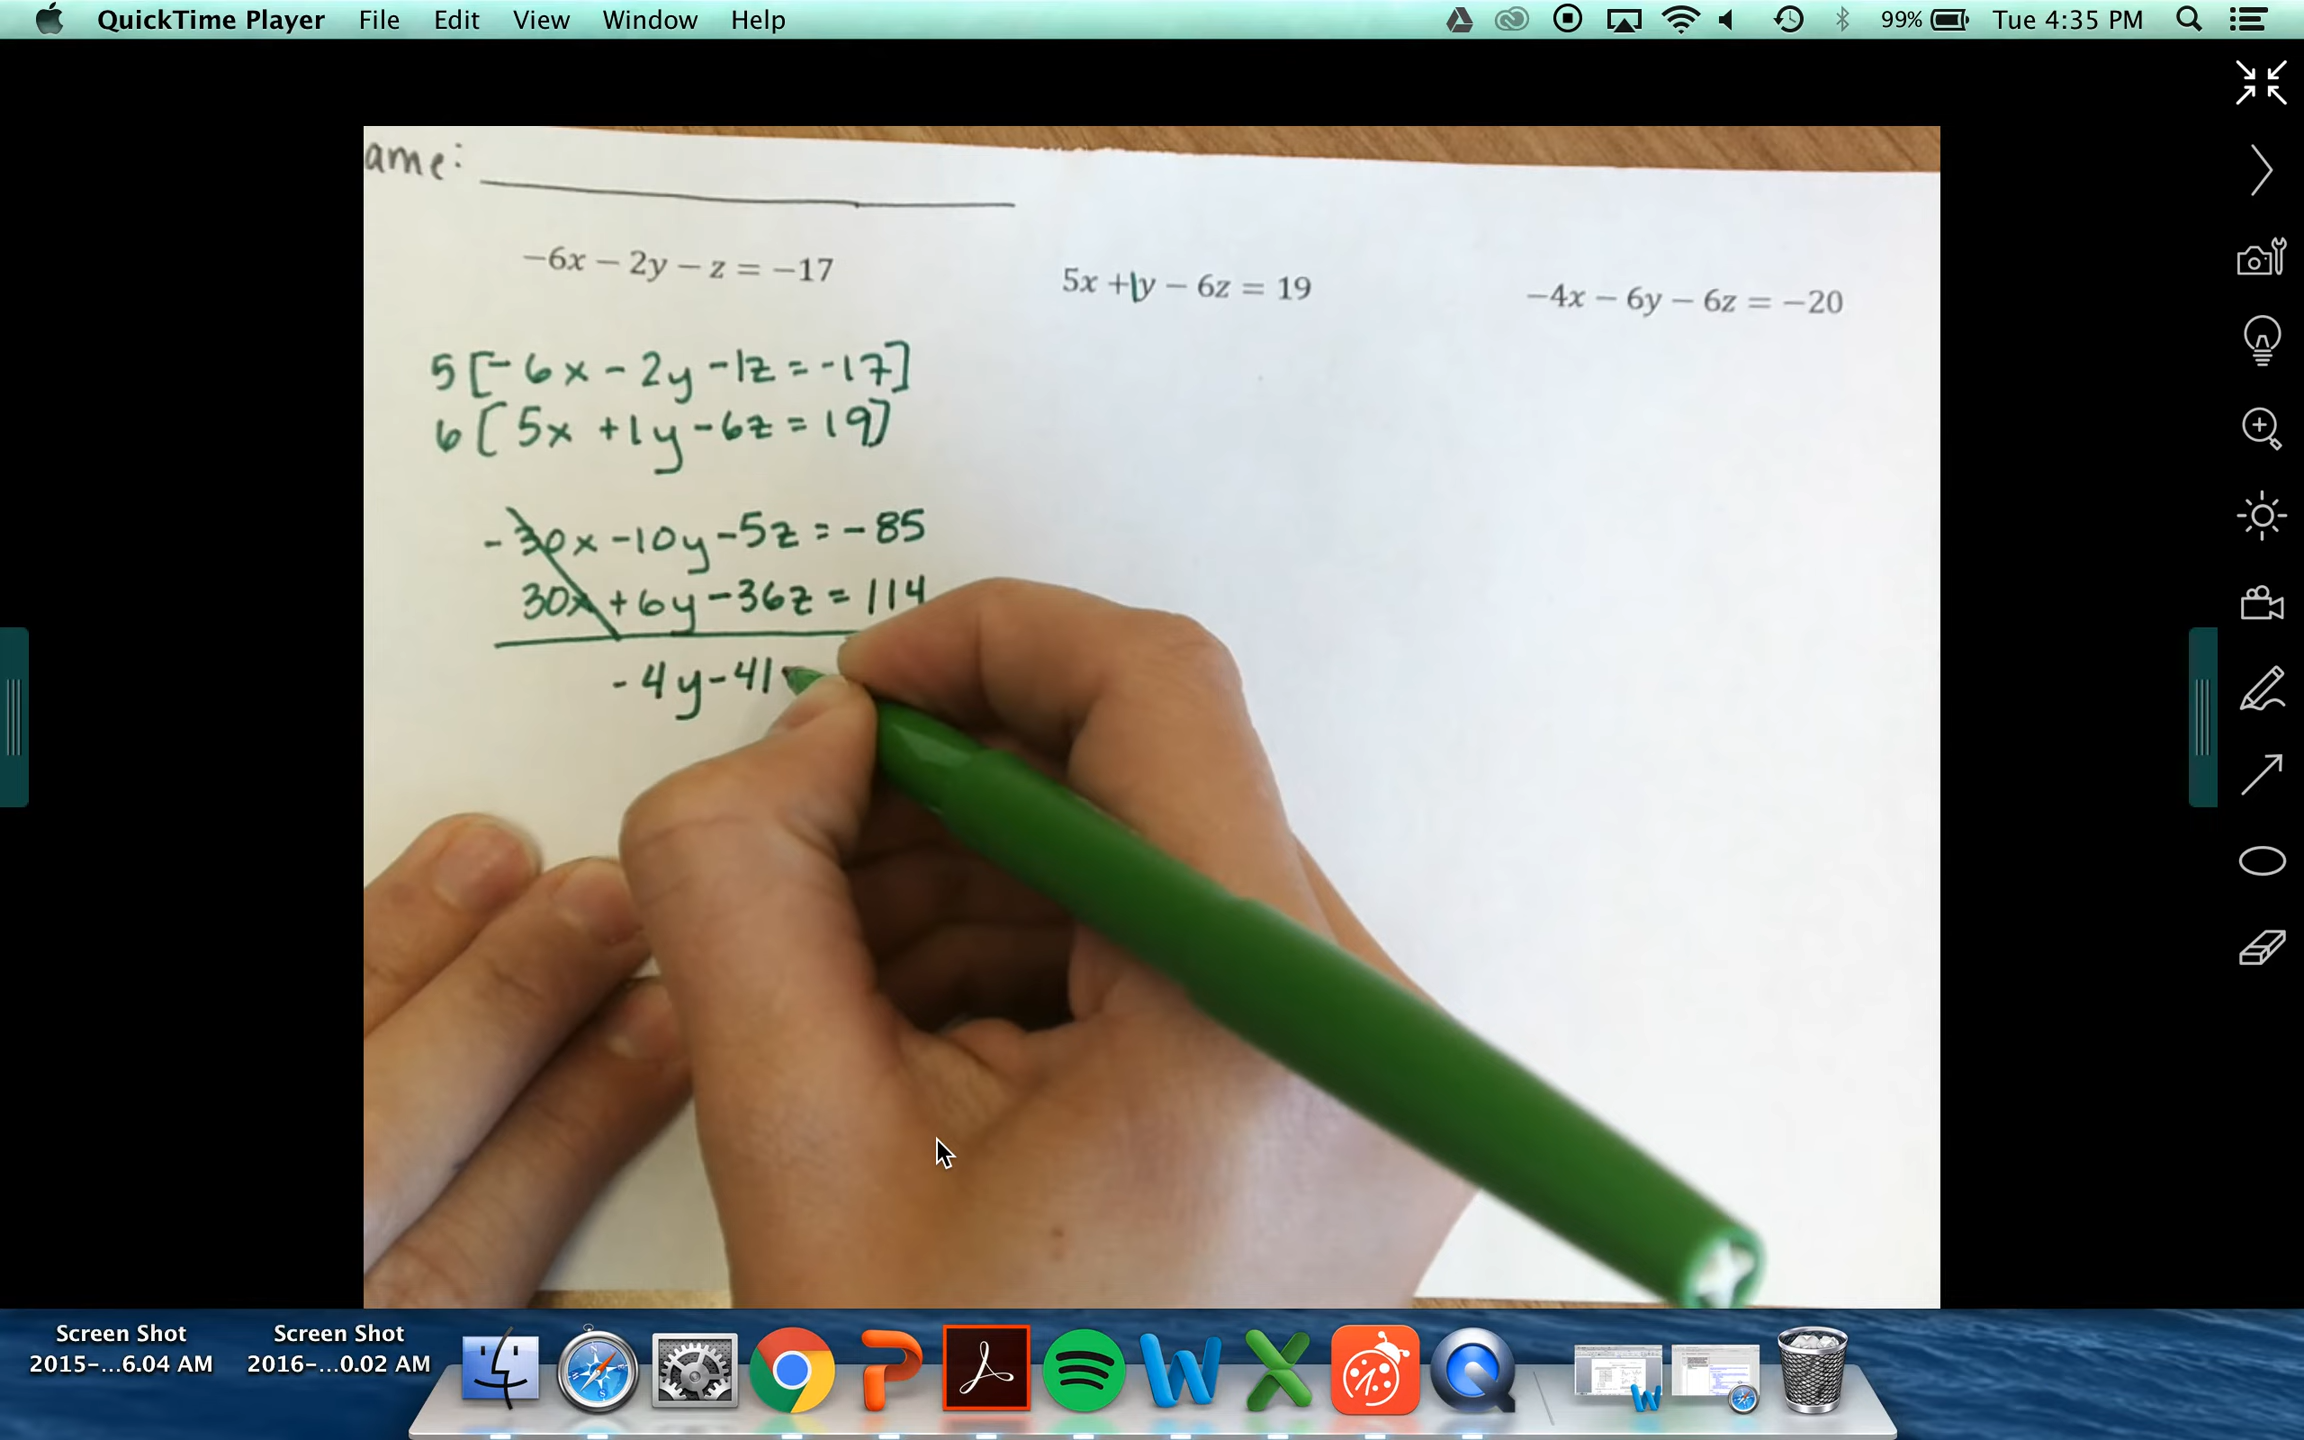 QuickTime Player File Edit View Window Help 99% Tue 4:35 PM
ame:
−6x − 2y − z = −17
5x +1y − 6z = 19
−4x − 6y − 6z = −20
5[-6x - 2y - 1z = -17]
6[5x + 1y - 6z = 19]
-30x - 10y - 5z = -85
30x + 6y - 36z = 114
-4y - 41
Screen Shot
2015-...6.04 AM
Screen Shot
2016-...0.02 AM